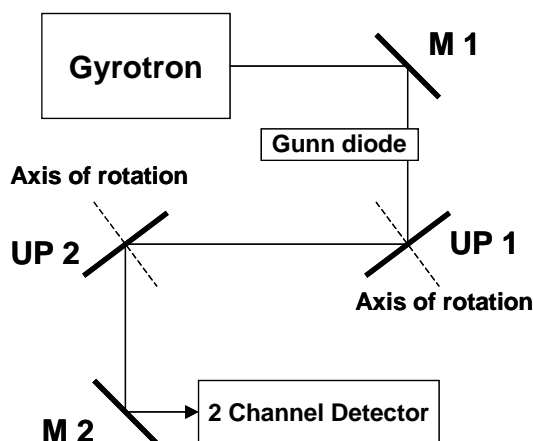 M 1
Gyrotron
Gunn diode
Axis of rotation
UP 2
UP 1
Axis of rotation
M 2
2 Channel Detector